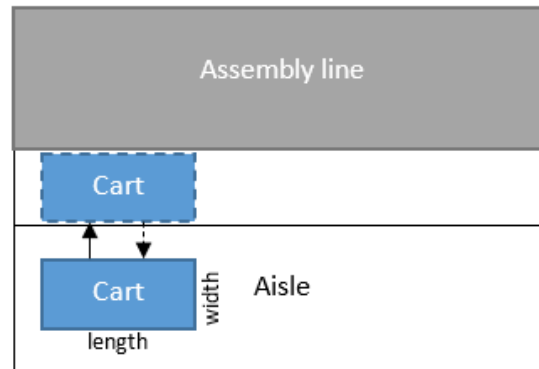 Assembly line
Cart
Cart
width
Aisle
length